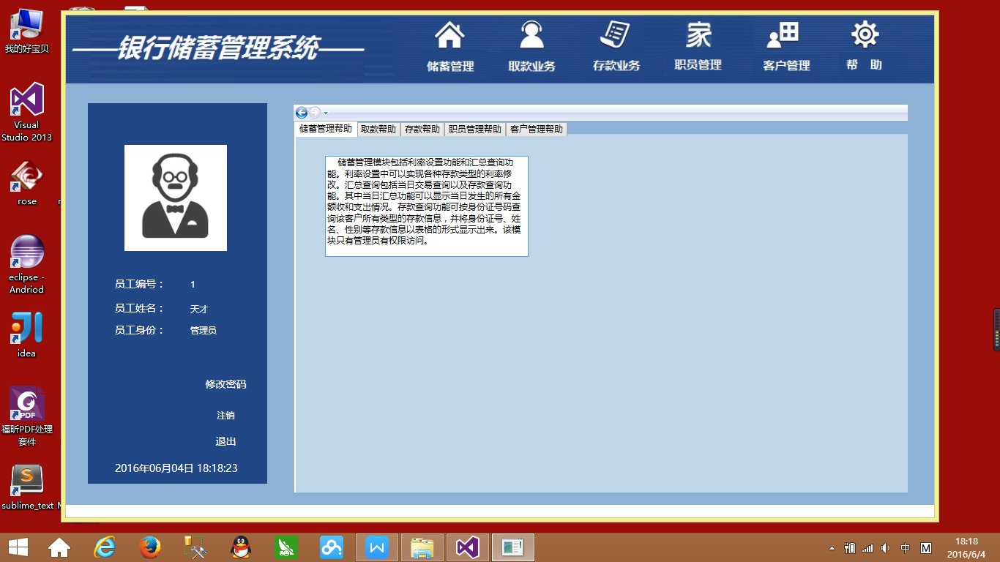 我的好宝贝
Visual
Studio 2013
rose
eclipse -
Andriod
idea
PDF
福昕PDF处理
套件
sublime_text
银行储蓄管理系统
储蓄管理
取款业务
存款业务
家
职员管理
客户管理
帮 助
员工编号： 1
员工姓名： 天才
员工身份： 管理员
修改密码
注销
退出
2016年06月04日 18:18:23
储蓄管理帮助 取款帮助 存款帮助 职员管理帮助 客户管理帮助
储蓄管理模块包括利率设置功能和汇总查询功
能。利率设置中可以实现各种存款类型的利率修
改。汇总查询包括当日交易查询以及存款查询功
能。其中当日汇总功能可以显示当日发生的所有金
额收和支出情况。存款查询功能可按身份证号码查
询该客户所有类型的存款信息，并将身份证号、姓
名、性别等存款信息以表格的形式显示出来。该模
块只有管理员有权限访问。
中 M
18:18
2016/6/4